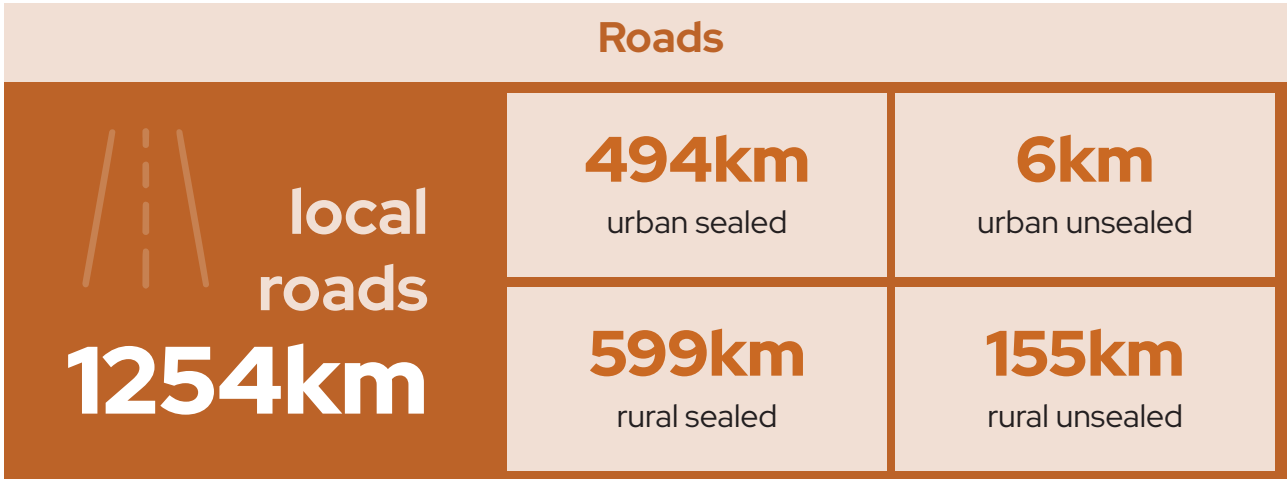 Roads
local
roads
1254km
494km
urban sealed
6km
urban unsealed
599km
rural sealed
155km
rural unsealed